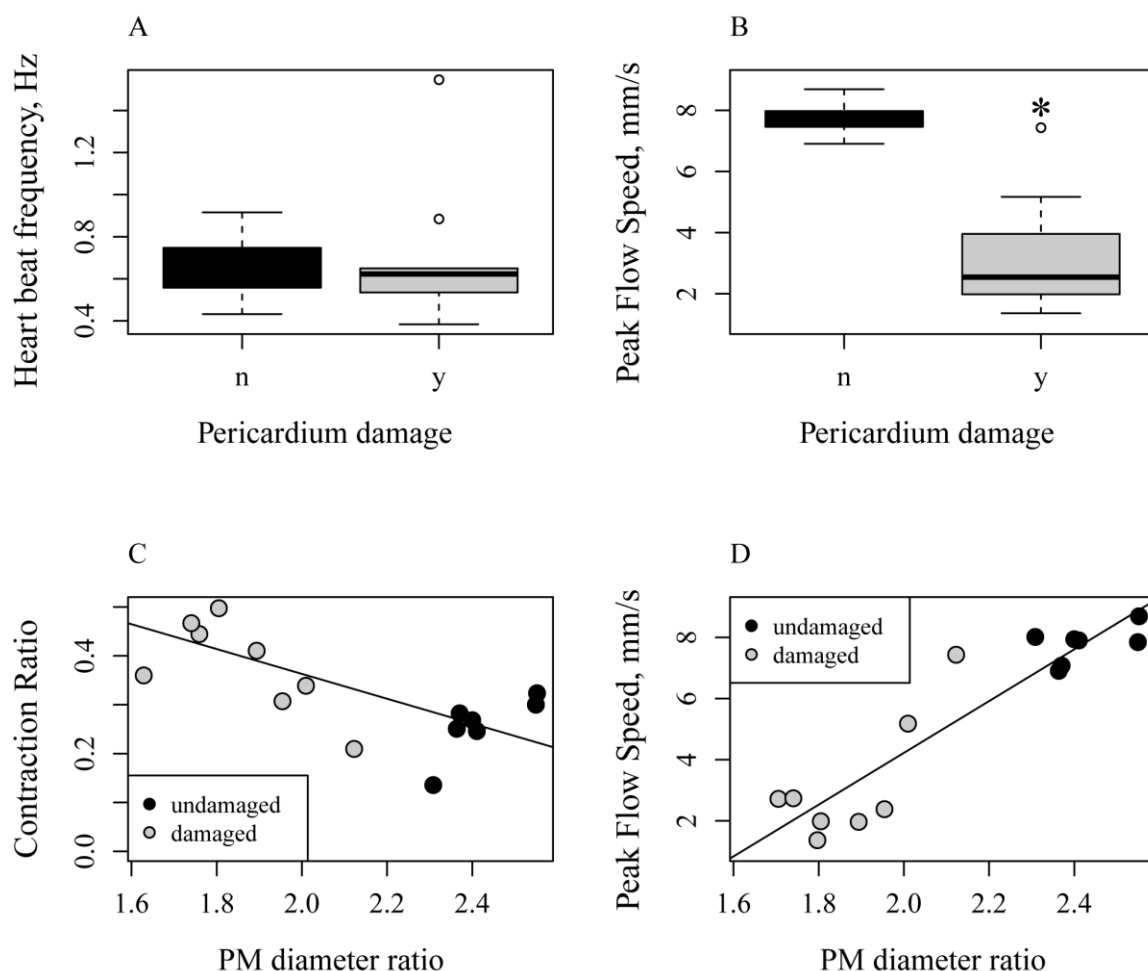 A
Heart beat frequency, Hz
1.2
0.8
0.4
n y
Pericardium damage
B
Peak Flow Speed, mm/s
8
6
4
2
*
n y
Pericardium damage
C
Contraction Ratio
0.4
0.2
0.0
undamaged
damaged
1.6 1.8 2.0 2.2 2.4
PM diameter ratio
D
Peak Flow Speed, mm/s
8
6
4
2
undamaged
damaged
1.6 1.8 2.0 2.2 2.4
PM diameter ratio